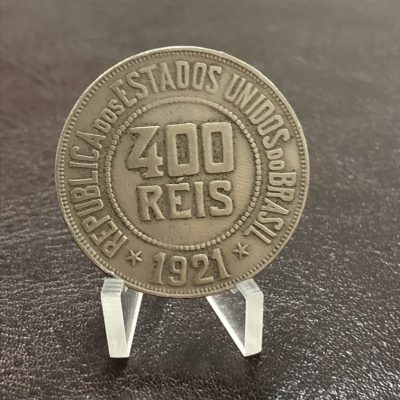 REPUBLICA DOS ESTADOS UNIDOS DO BRASIL
400
RÉIS
1921